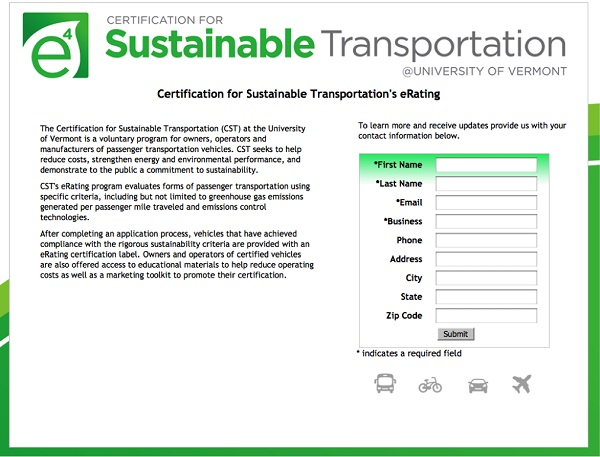 e4
CERTIFICATION FOR
Sustainable Transportation
@UNIVERSITY OF VERMONT
Certification for Sustainable Transportation's eRating
The Certification for Sustainable Transportation (CST) at the University
of Vermont is a voluntary program for owners, operators and
manufacturers of passenger transportation vehicles. CST seeks to help
reduce costs, strengthen energy and environmental performance, and
demonstrate to the public a commitment to sustainability.
CST's eRating program evaluates forms of passenger transportation using
specific criteria, including but not limited to greenhouse gas emissions
generated per passenger mile traveled and emissions control
technologies.
After completing an application process, vehicles that have achieved
compliance with the rigorous sustainability criteria are provided with an
eRating certification label. Owners and operators of certified vehicles
are also offered access to educational materials to help reduce operating
costs as well as a marketing toolkit to promote their certification.
To learn more and receive updates provide us with your
contact information below.
*First Name
*Last Name
*Email
*Business
Phone
Address
City
State
Zip Code
Submit
* indicates a required field